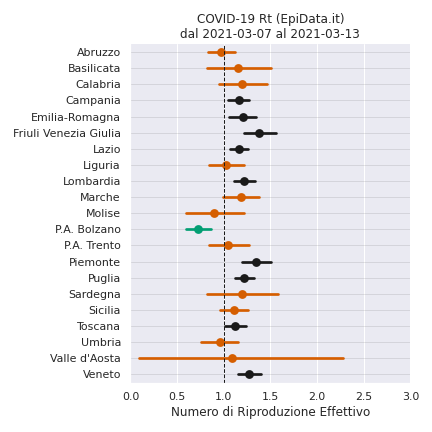 COVID-19 Rt (EpiData.it)
dal 2021-03-07 al 2021-03-13
Abruzzo
Basilicata
Calabria
Campania
Emilia-Romagna
Friuli Venezia Giulia
Lazio
Liguria
Lombardia
Marche
Molise
P.A. Bolzano
P.A. Trento
Piemonte
Puglia
Sardegna
Sicilia
Toscana
Umbria
Valle d'Aosta
Veneto
0.0 0.5 1.0 1.5 2.0 2.5 3.0
Numero di Riproduzione Effettivo